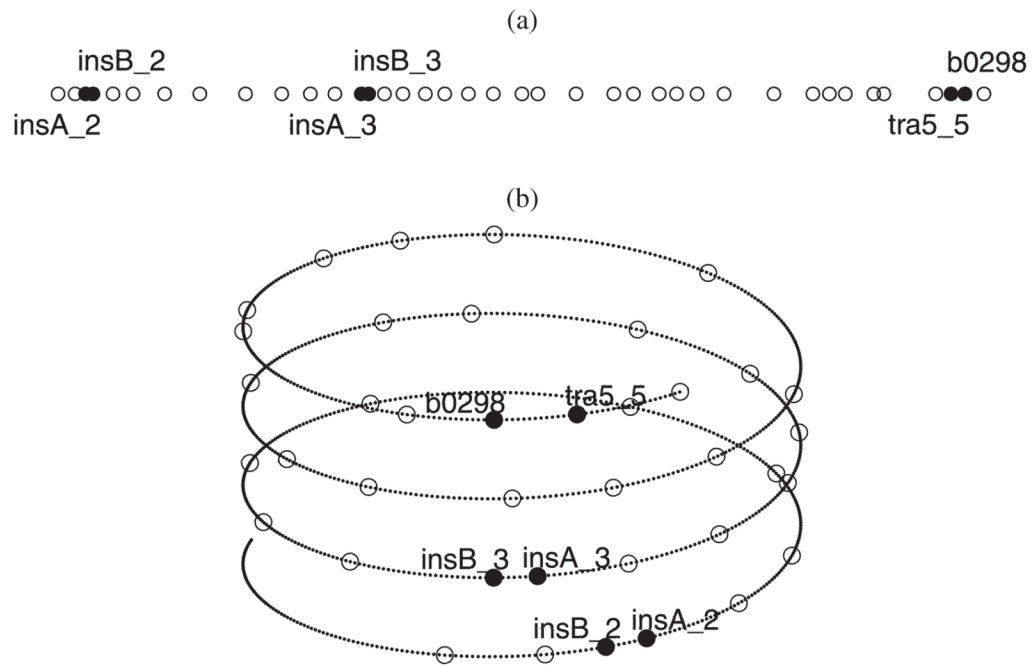 (a)
insB_2 insB_3 b0298
insA_2 insA_3 tra5_5
(b)
b0298 tra5_5
insB_3 insA_3
insB_2 insA_2